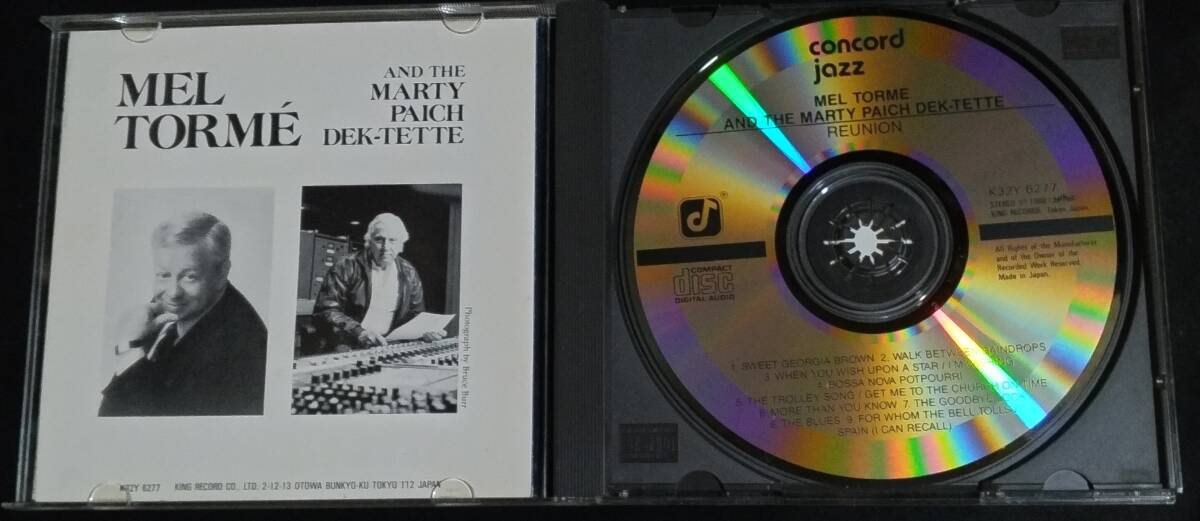 MEL
TORMÉ
AND THE
MARTY
PAICH
DEK-TETTE
Photograph by Bruce Burr
K32Y 6277 KING RECORD CO., LTD. 2-12-13 OTOWA BUNKYO-KU TOKYO 112 JAPAN
concord
jazz
MEL TORME
AND THE MARTY PAICH DEK-TETTE
REUNION
K32Y 6277
STEREO
KING RECORDS. Tokyo Japan.
All Rights of the Manufacturer
and of the Owner of the
Recorded Work Reserved
Made in Japan.
COMPACT
disc
DIGITAL AUDIO
1. SWEET GEORGIA BROWN 2. WALK BETWEEN RAINDROPS
3. WHEN YOU WISH UPON A STAR /
4. BOSSA NOVA POTPOURRI
5. THE TROLLEY SONG / GET ME TO THE CHURCH ON TIME
6. MORE THAN YOU KNOW 7. THE GOODBYE
8. THE BLUES 9. FOR WHOM THE BELL TOLLS
SPAIN (I CAN RECALL)